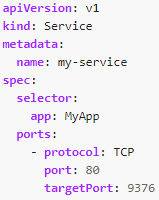 apiVersion: v1
kind: Service
metadata:
  name: my-service
spec:
  selector:
    app: MyApp
  ports:
    - protocol: TCP
      port: 80
      targetPort: 9376